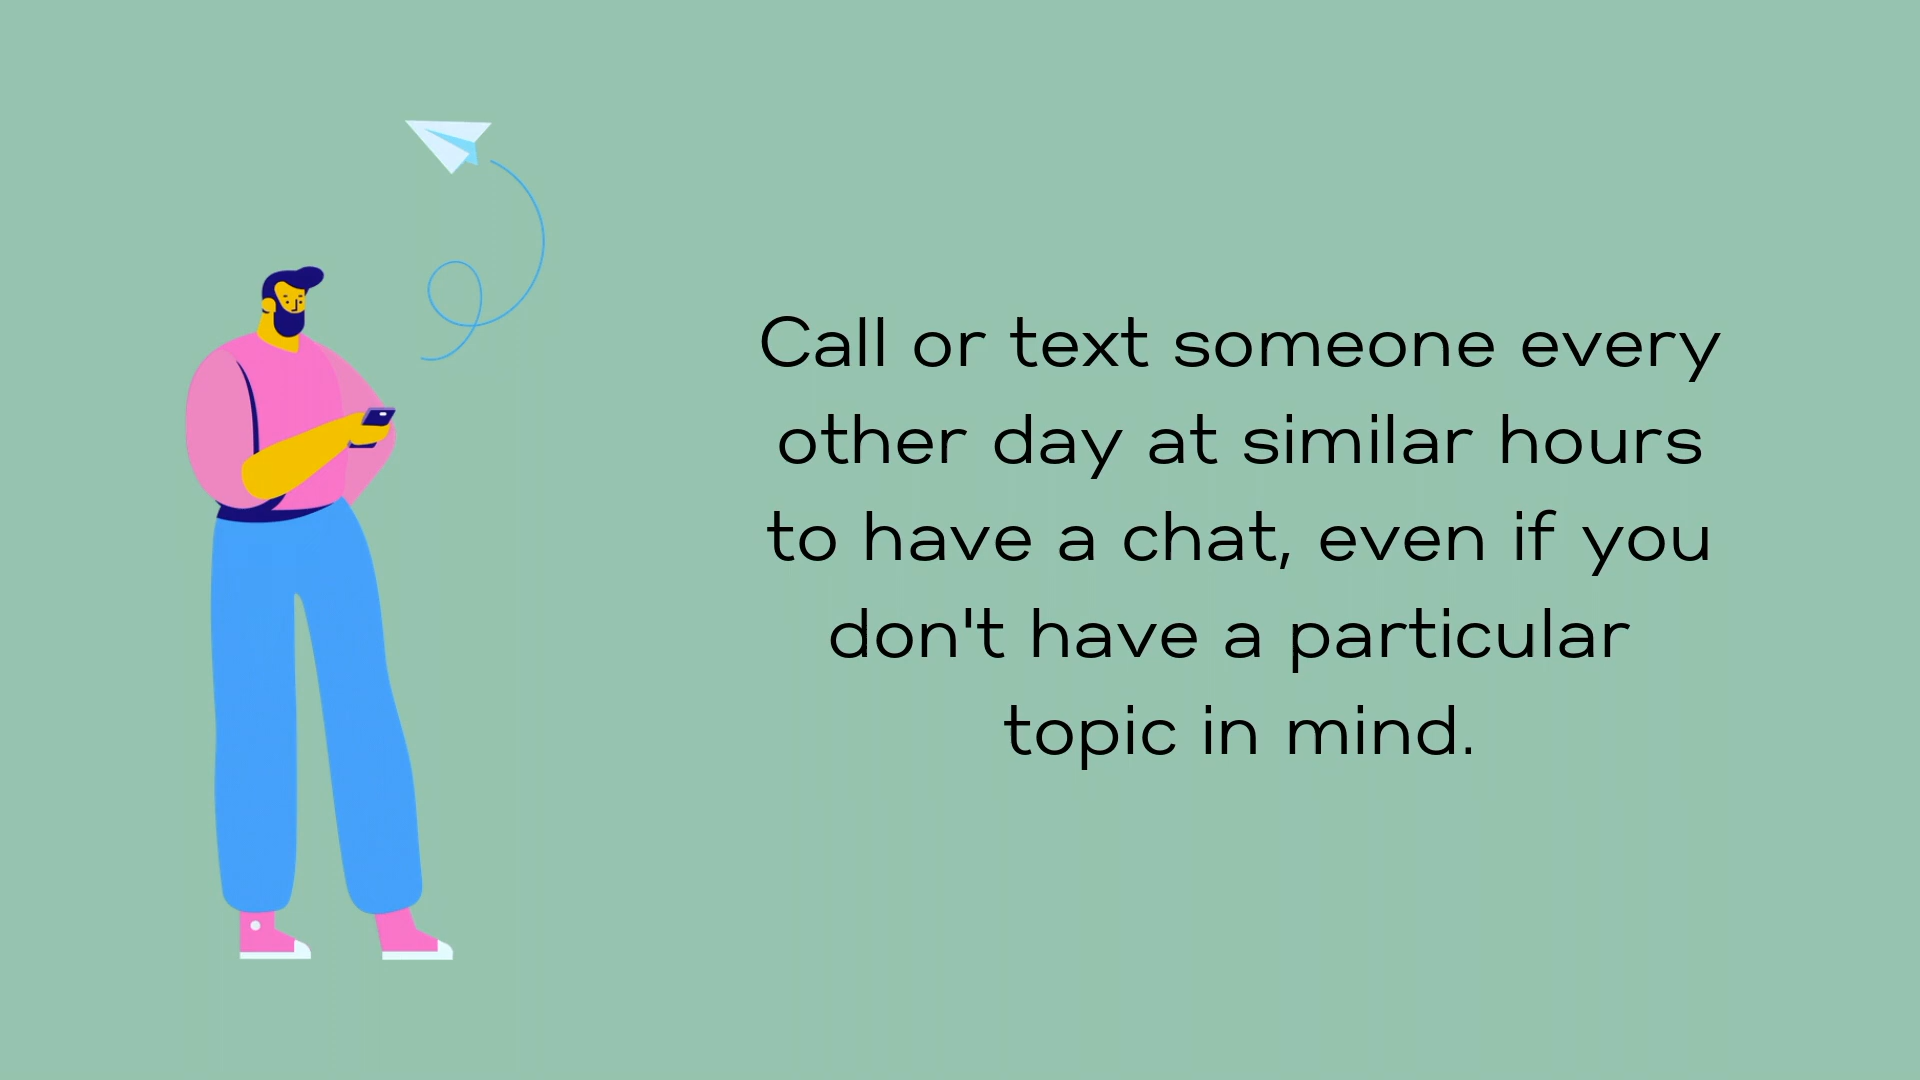 Call or text someone every
other day at similar hours
to have a chat, even if you
don't have a particular
topic in mind.